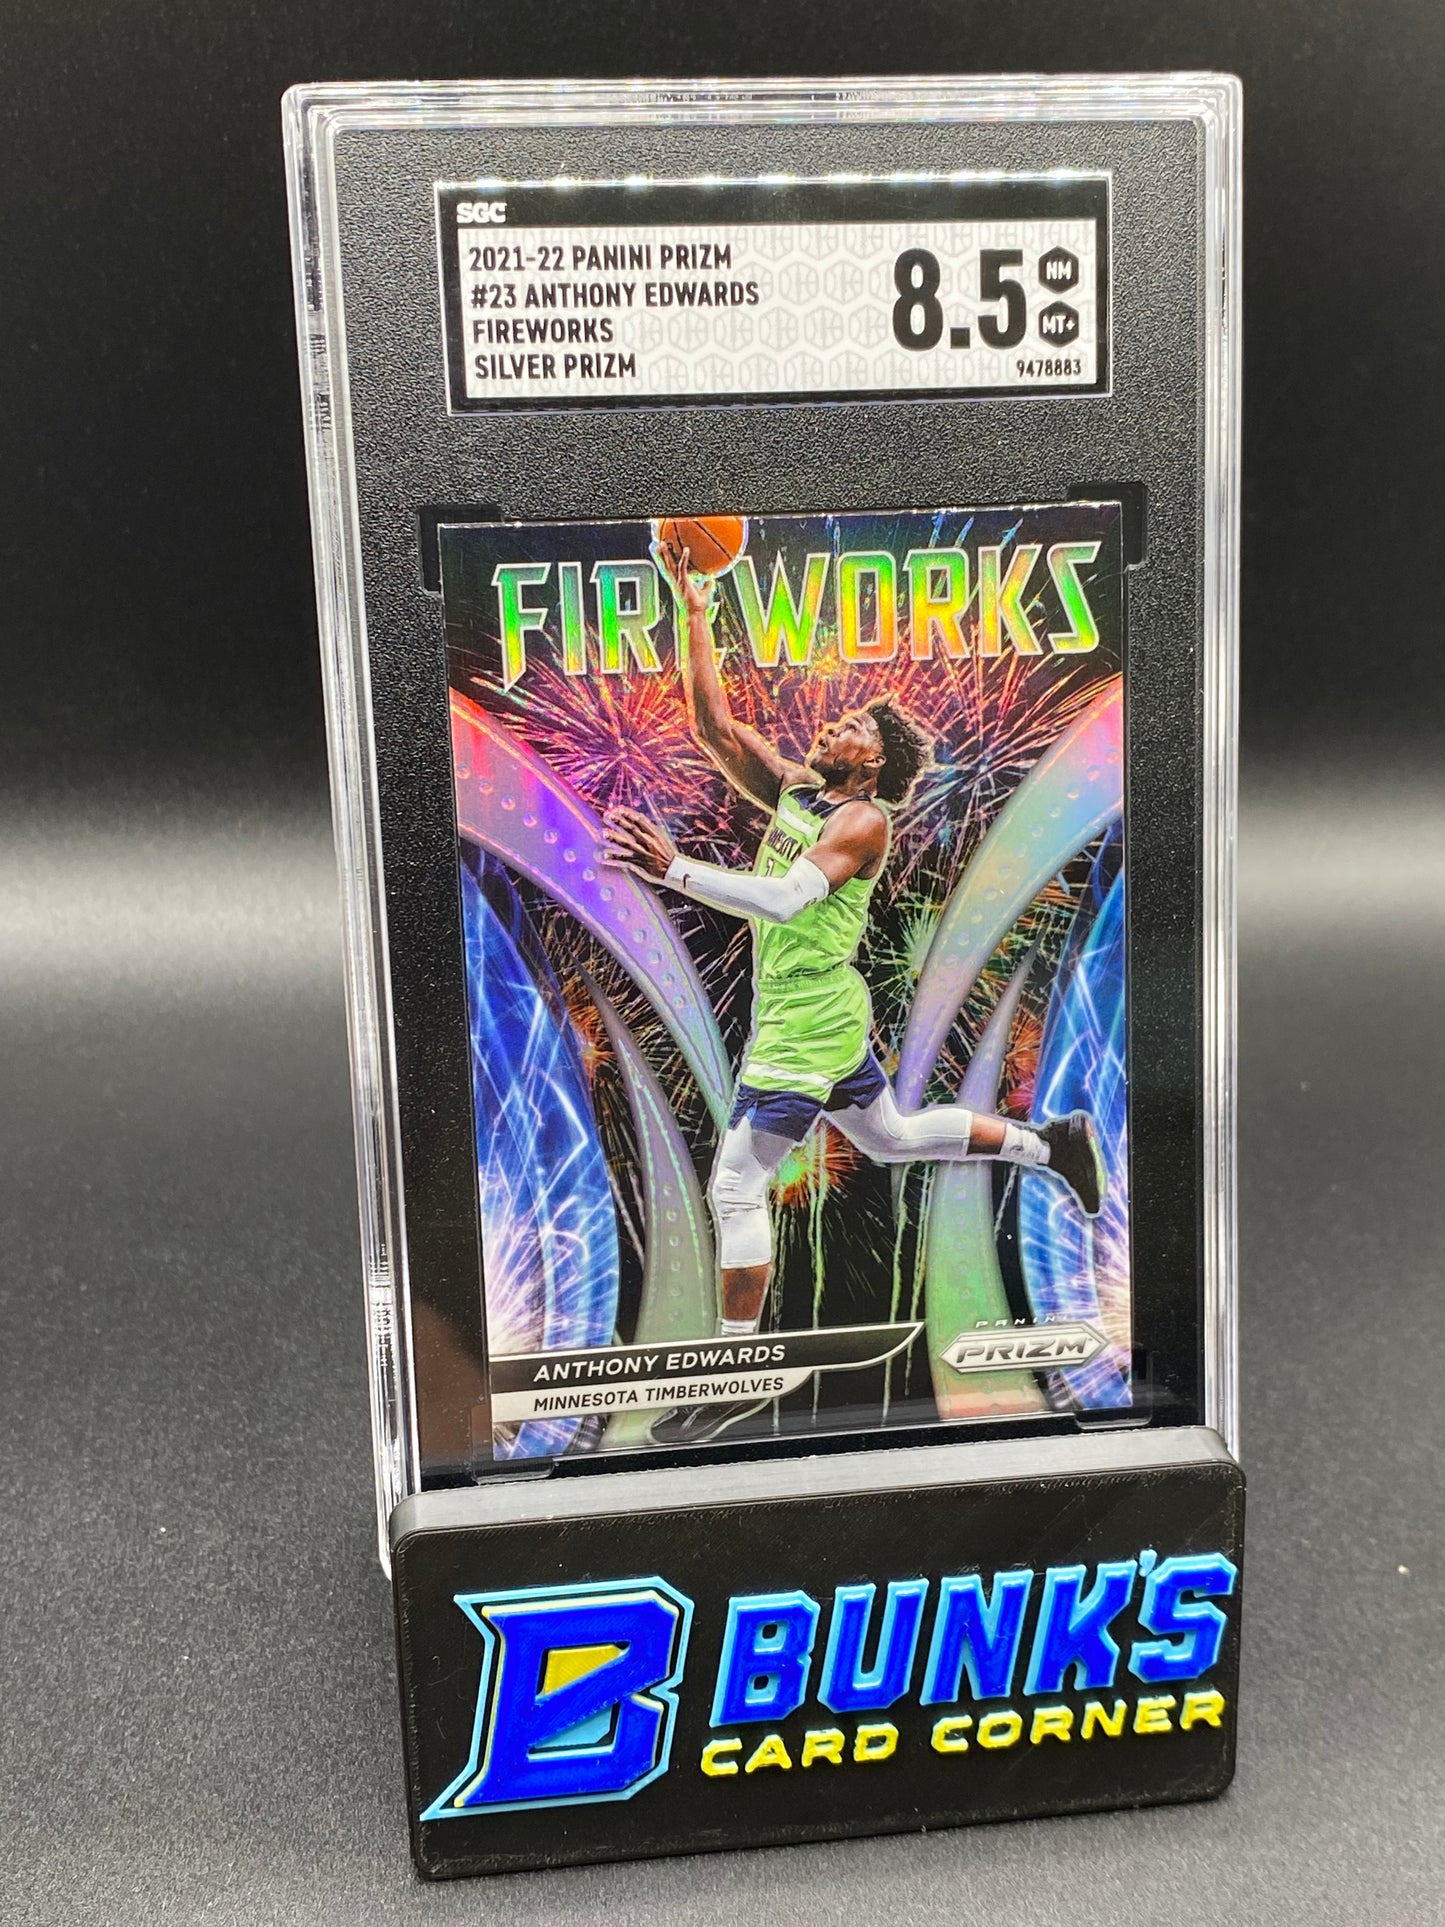 SGC
2021-22 PANINI PRIZM
#23 ANTHONY EDWARDS
FIREWORKS
SILVER PRIZM
8.5
NM
MT+
9478883
FIREWORKS
ANTHONY EDWARDS
MINNESOTA TIMBERWOLVES
PANINI
PRIZM
B
BUNK'S
CARD CORNER